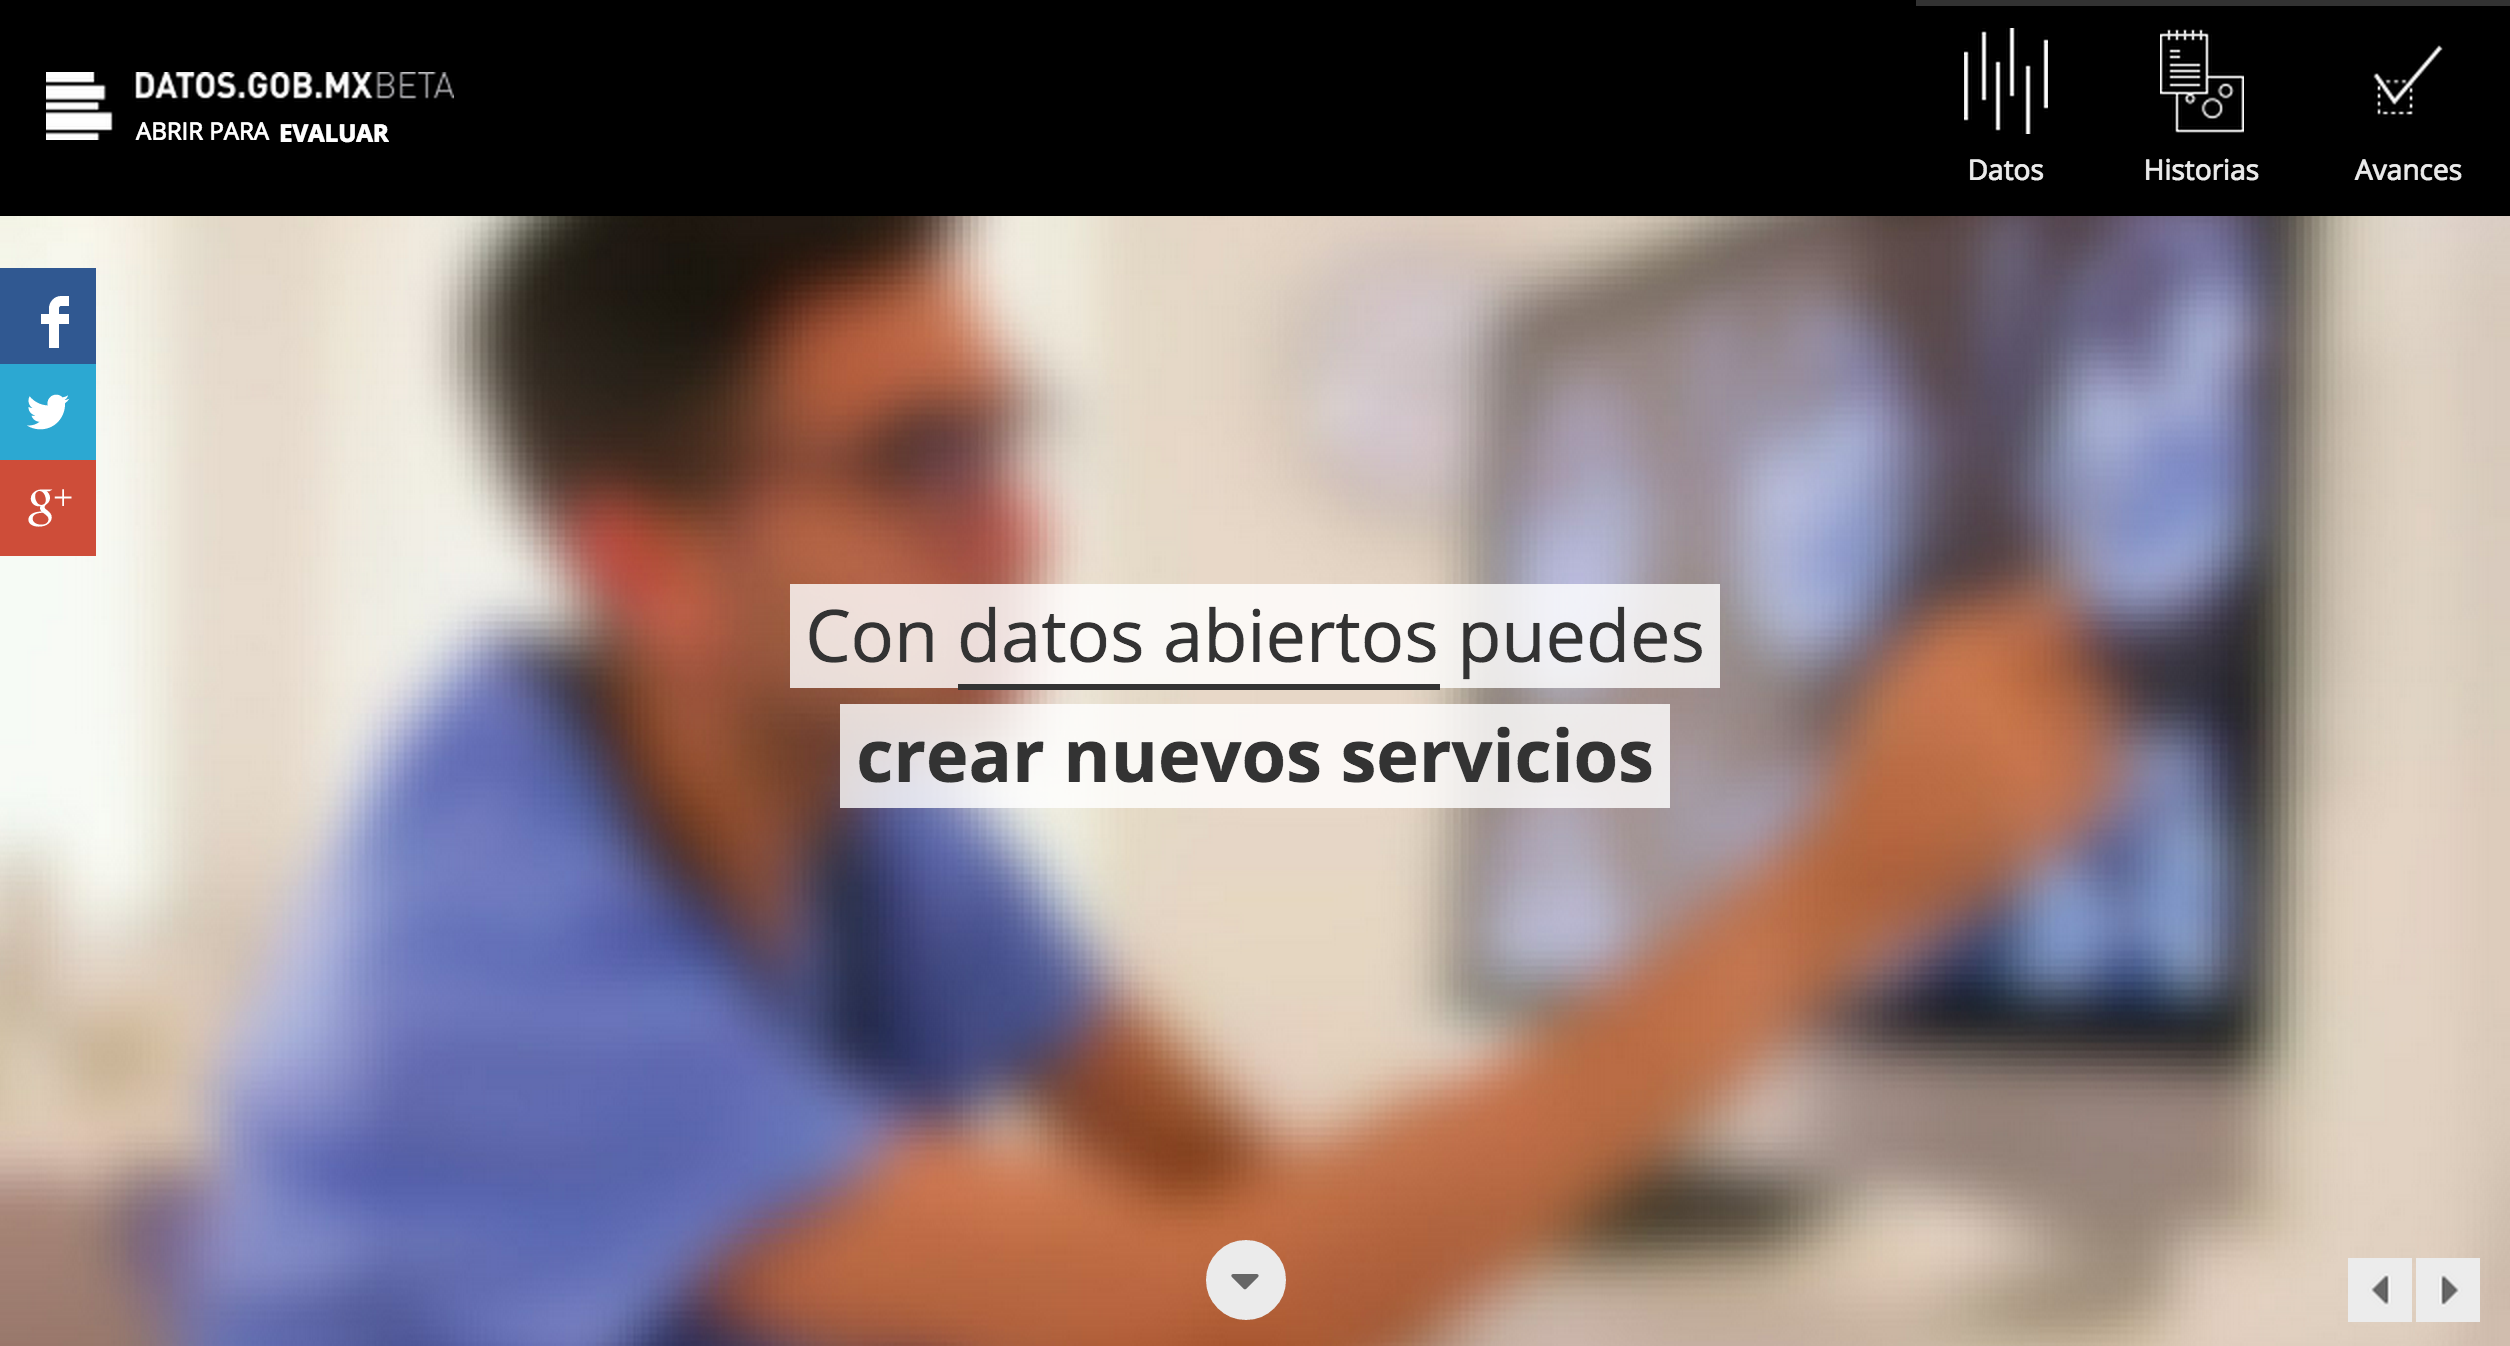 DATOS.GOB.MXBETA
ABRIR PARA EVALUAR
Datos
Historias
Avances
f
g+
Con datos abiertos puedes
crear nuevos servicios